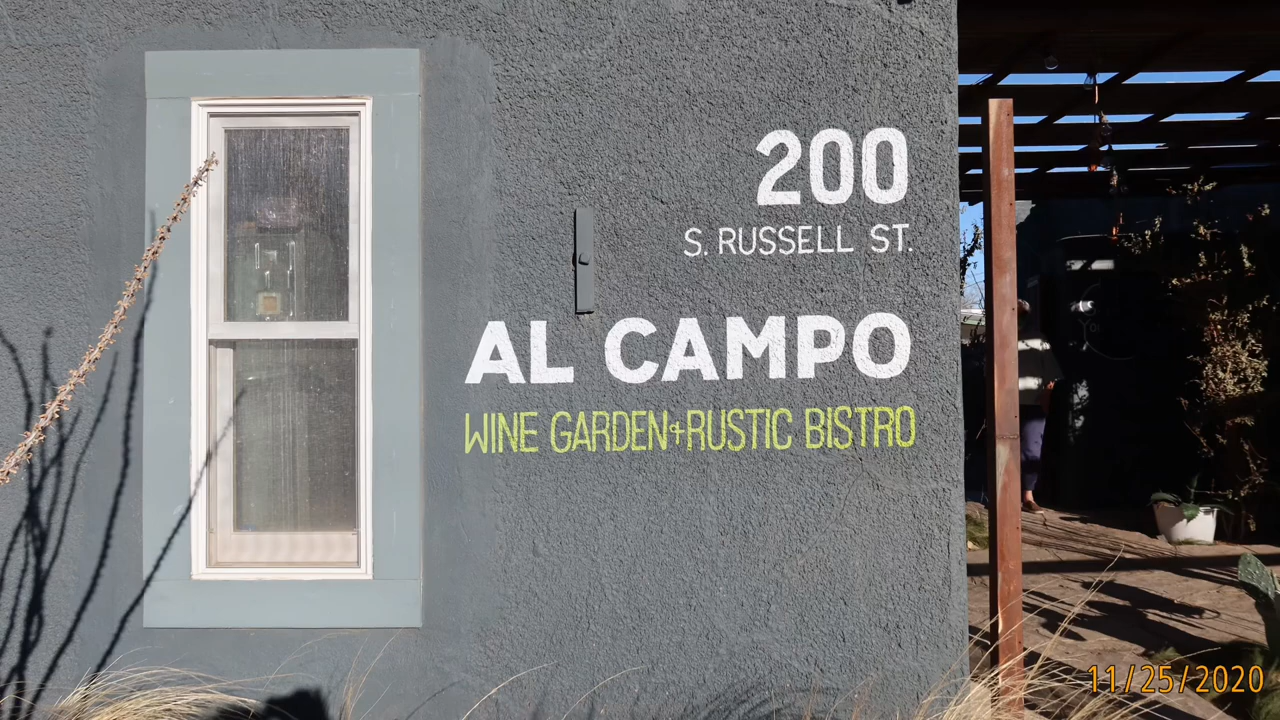 200
S. RUSSELL ST.
AL CAMPO
WINE GARDEN+RUSTIC BISTRO
11/25/2020